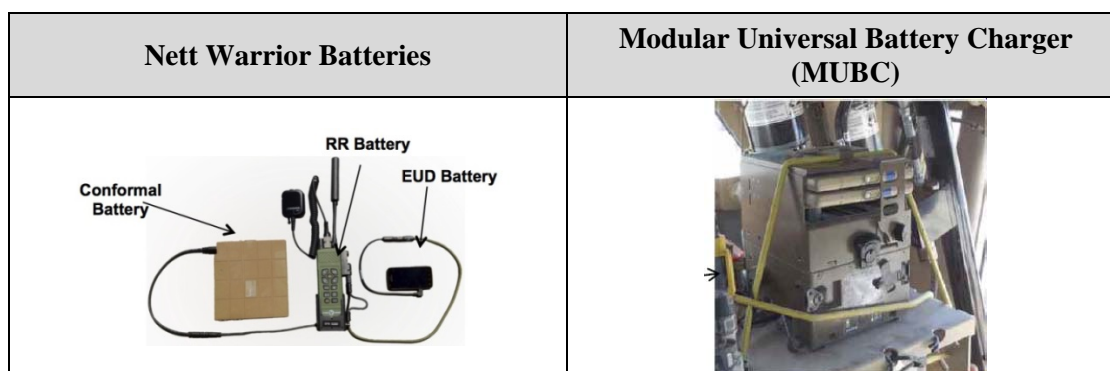 Nett Warrior Batteries
Modular Universal Battery Charger
(MUBC)
RR Battery
EUD Battery
Conformal
Battery